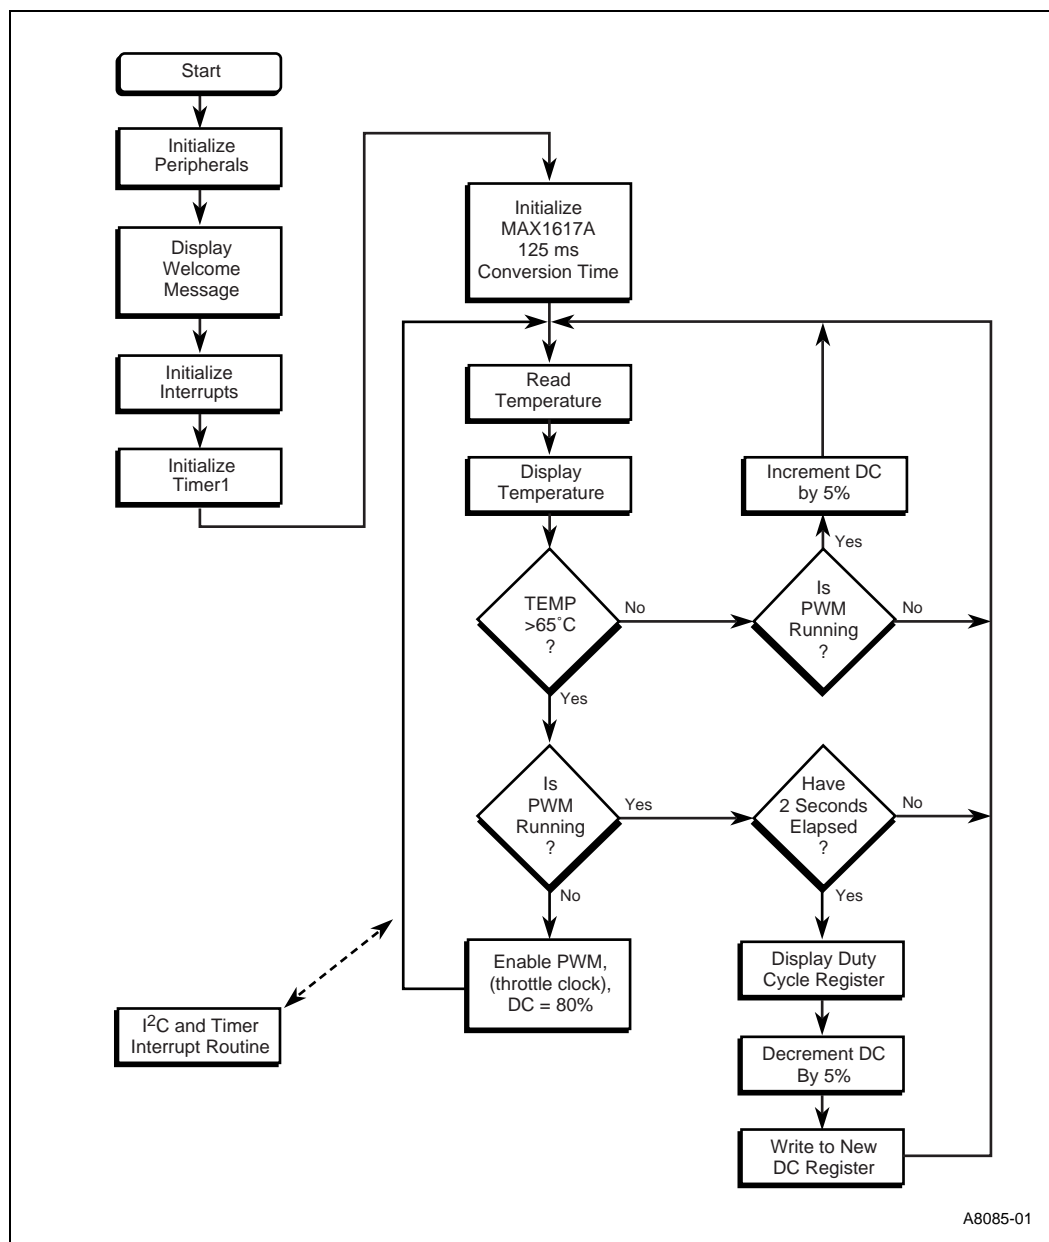 Start
Initialize
Peripherals
Display
Welcome
Message
Initialize
Interrupts
Initialize
Timer1
Initialize
MAX1617A
125 ms
Conversion Time
Read
Temperature
Display
Temperature
Increment DC
by 5%
Yes
TEMP
>65˚C
?
No
Is
PWM
Running
?
No
Yes
Is
PWM
Running
?
Yes
Have
2 Seconds
Elapsed
?
No
No
Yes
Enable PWM,
(throttle clock),
DC = 80%
Display Duty
Cycle Register
I²C and Timer
Interrupt Routine
Decrement DC
By 5%
Write to New
DC Register
A8085-01